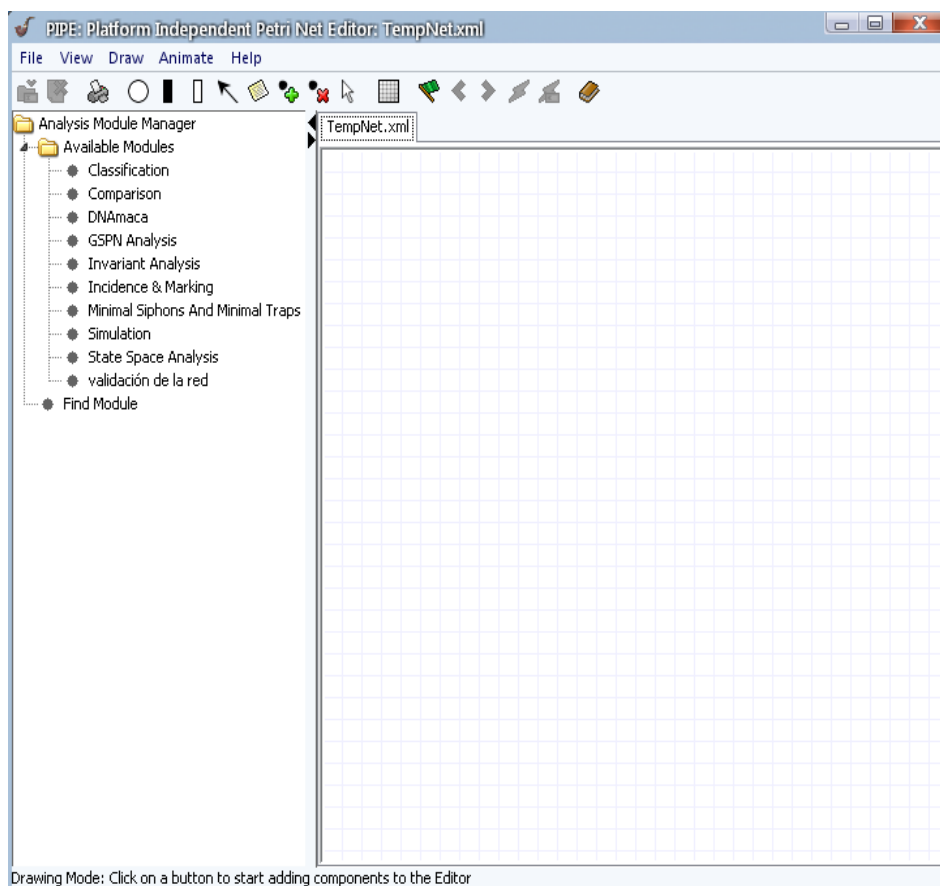 PIPE: Platform Independent Petri Net Editor: TempNet.xml
File View Draw Animate Help
Analysis Module Manager
Available Modules
Classification
Comparison
DNAmaca
GSPN Analysis
Invariant Analysis
Incidence & Marking
Minimal Siphons And Minimal Traps
Simulation
State Space Analysis
validación de la red
Find Module
TempNet.xml
Drawing Mode: Click on a button to start adding components to the Editor